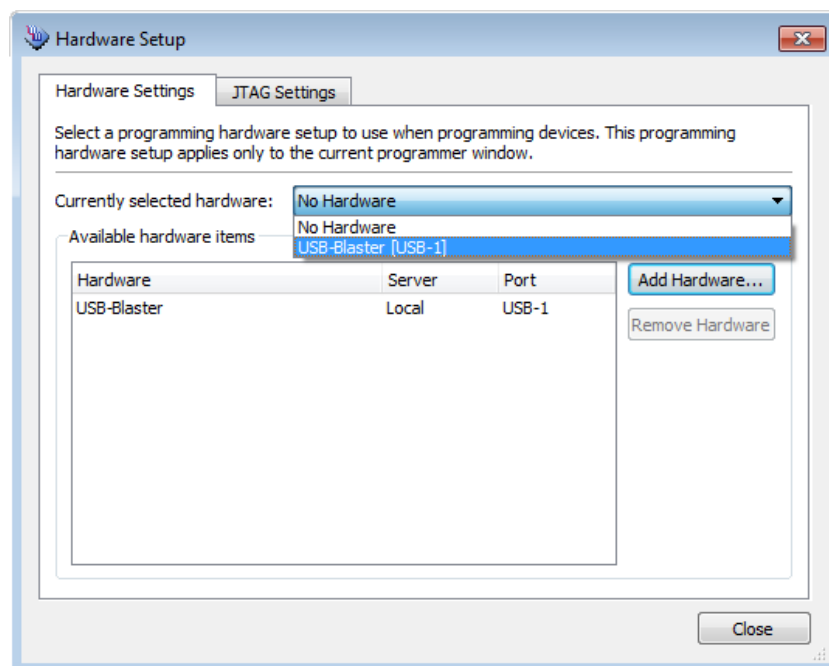 Hardware Setup
Hardware Settings
JTAG Settings
Select a programming hardware setup to use when programming devices. This programming
hardware setup applies only to the current programmer window.
Currently selected hardware:
No Hardware
No Hardware
USB-Blaster [USB-1]
Available hardware items
Hardware Server Port
USB-Blaster Local USB-1
Add Hardware...
Remove Hardware
Close